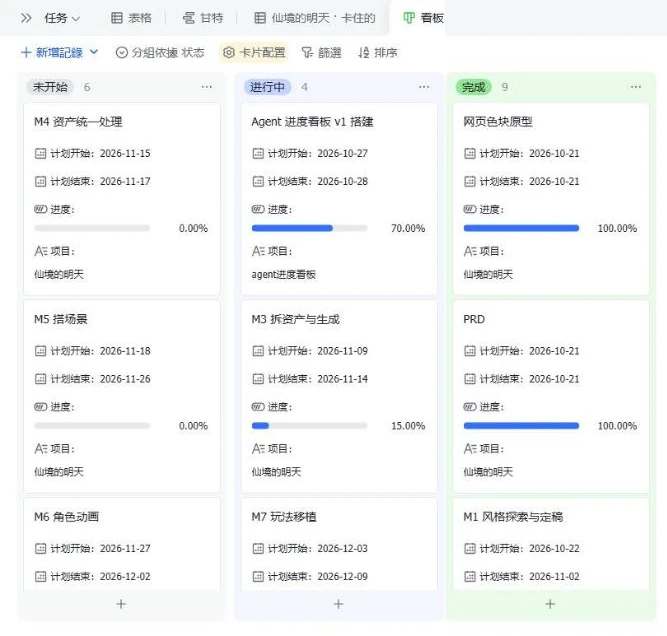 任务
表格
甘特
仙境的明天·卡住的
看板
新增記錄
分组依據 状态
卡片配置
篩選
排序
未开始 6
M4 资产统一处理
计划开始: 2026-11-15
计划结束: 2026-11-17
进度:
0.00%
项目:
仙境的明天
M5 搭场景
计划开始: 2026-11-18
计划结束: 2026-11-26
进度:
0.00%
项目:
仙境的明天
M6 角色动画
计划开始: 2026-11-27
计划结束: 2026-12-02
进行中 4
Agent 进度看板 v1 搭建
计划开始: 2026-10-27
计划结束: 2026-10-28
进度:
70.00%
项目:
agent进度看板
M3 拆资产与生成
计划开始: 2026-11-09
计划结束: 2026-11-14
进度:
15.00%
项目:
仙境的明天
M7 玩法移植
计划开始: 2026-12-03
计划结束: 2026-12-09
完成 9
网页色块原型
计划开始: 2026-10-21
计划结束: 2026-10-21
进度:
100.00%
项目:
仙境的明天
PRD
计划开始: 2026-10-21
计划结束: 2026-10-21
进度:
100.00%
项目:
仙境的明天
M1 风格探索与定稿
计划开始: 2026-10-22
计划结束: 2026-11-02